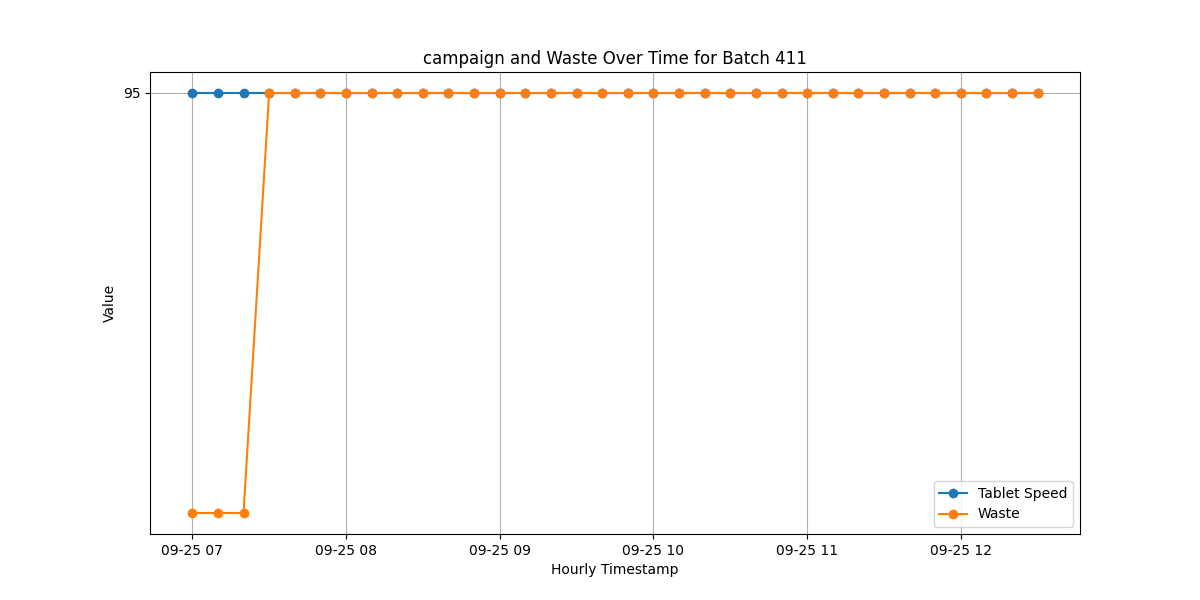 campaign and Waste Over Time for Batch 411
95
Value
Tablet Speed
Waste
09-25 07
09-25 08
09-25 09
09-25 10
09-25 11
09-25 12
Hourly Timestamp